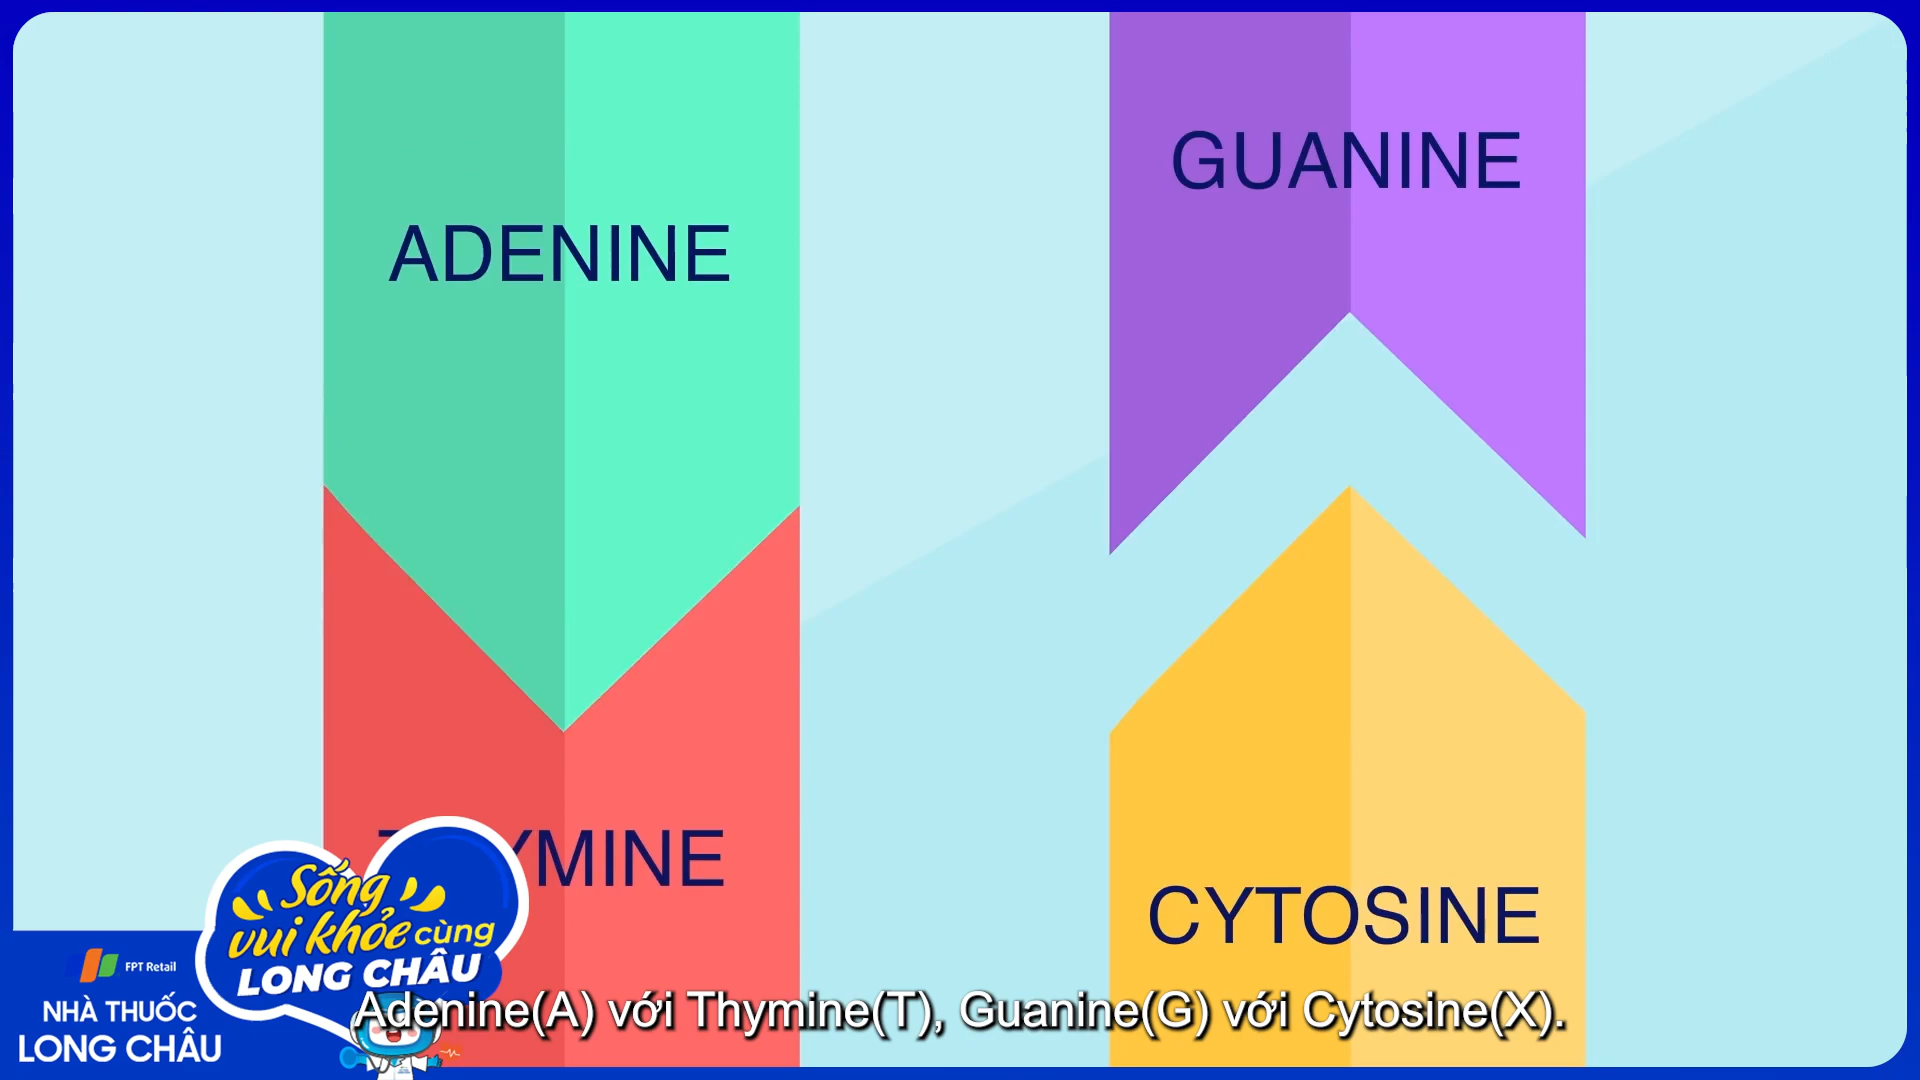 GUANINE
ADENINE
YMINE
CYTOSINE
Sống
vui khỏe cùng
LONG CHÂU
FPT Retail
NHÀ THUỐC
LONG CHÂU
Adenine(A) với Thymine(T), Guanine(G) với Cytosine(X).